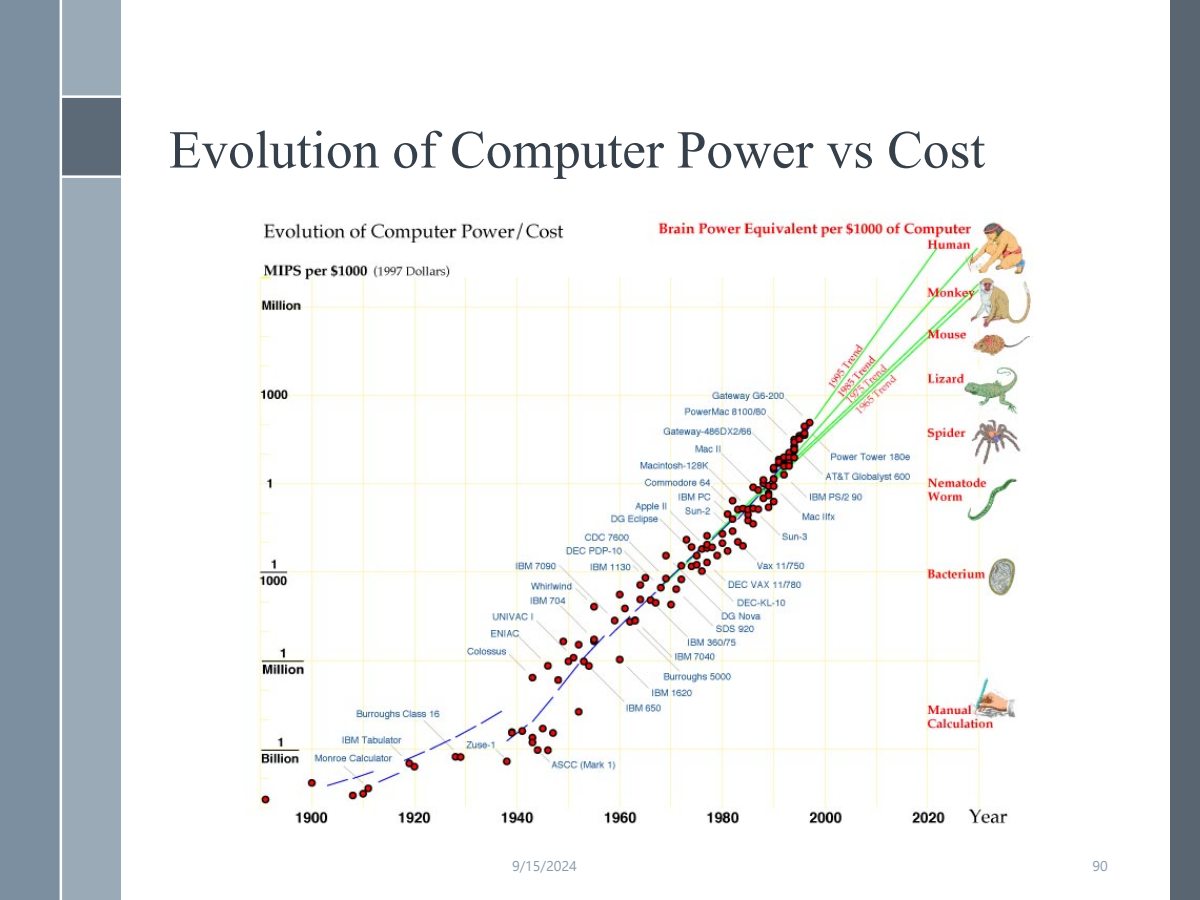 Evolution of Computer Power vs Cost
Evolution of Computer Power/Cost
Brain Power Equivalent per $1000 of Computer
MIPS per $1000 (1997 Dollars)
Human
Monkey
Mouse
Lizard
Spider
Nematode
Worm
Bacterium
Manual
Calculation
Million
1000
1
1
1000
1
Million
1
Billion
1995 Trend
1985 Trend
1975 Trend
1965 Trend
Gateway G6-200
PowerMac 8100/80
Gateway-486DX2/66
Mac II
Macintosh-128K
Commodore 64
IBM PC
Sun-2
Apple II
DG Eclipse
CDC 7600
DEC PDP-10
IBM 1130
IBM 7090
Whirlwind
IBM 704
UNIVAC I
ENIAC
Colossus
Burroughs Class 16
IBM Tabulator
Monroe Calculator
Zuse-1
ASCC (Mark 1)
IBM 650
IBM 1620
Burroughs 5000
IBM 7040
IBM 360/75
SDS 920
DG Nova
DEC-KL-10
DEC VAX 11/780
Vax 11/750
Sun-3
Mac IIfx
IBM PS/2 90
AT&T Globalyst 600
Power Tower 180e
1900
1920
1940
1960
1980
2000
2020
Year
9/15/2024
90